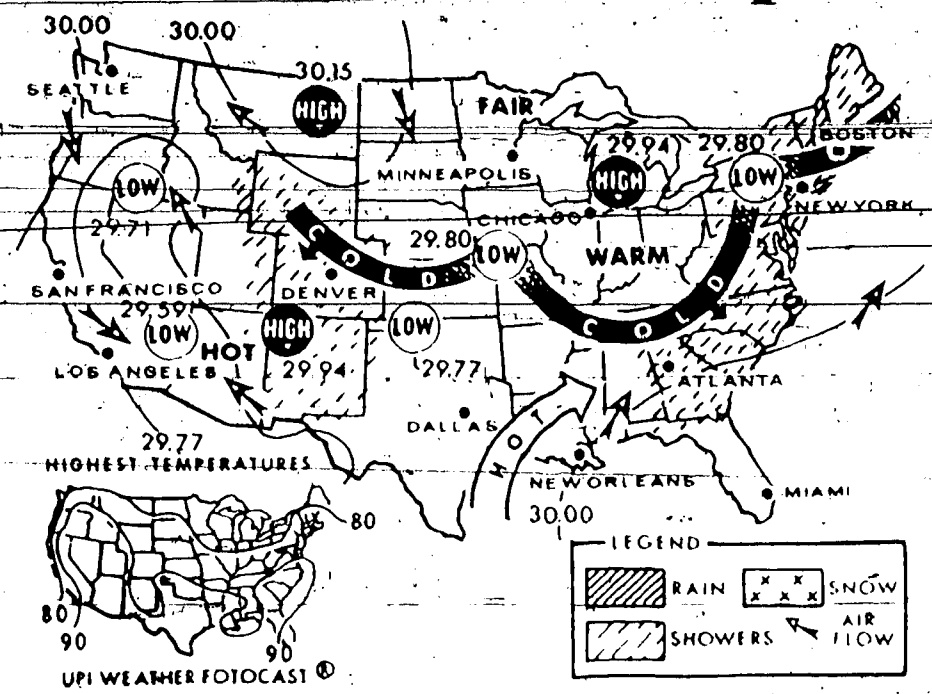 30.00
30.00
30.15
SEATTLE
HIGH
FAIR
BOSTON
29.94
29.80
MINNEAPOLIS
LOW
HIGH
LOW
NEW YORK
CHICAGO
29.71
COLD
29.80
LOW
WARM
SAN FRANCISCO
DENVER
29.59
LOW
HOT
HIGH
LOW
COLD
LOS ANGELES
29.94
29.77
ATLANTA
DALLAS
HOT
29.77
HIGHEST TEMPERATURES
NEW ORLEANS
30.00
MIAMI
80
LEGEND
RAIN
SNOW
SHOWERS
AIR
FLOW
80
90
90
UPI WEATHER FOTOCAST ®